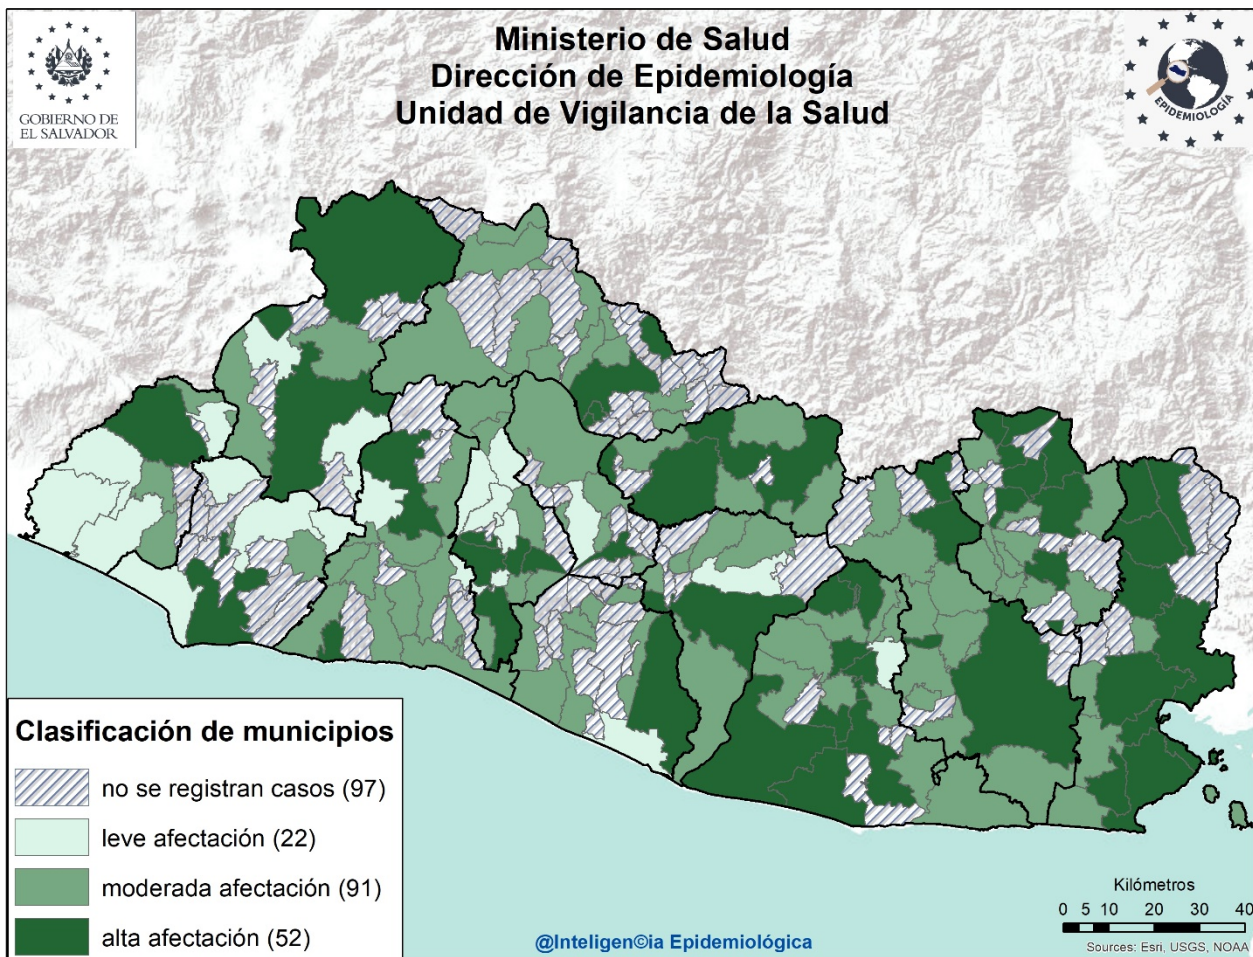 Ministerio de Salud
Dirección de Epidemiología
Unidad de Vigilancia de la Salud
GOBIERNO DE
EL SALVADOR
EPIDEMIOLOGÍA
Clasificación de municipios
no se registran casos (97)
leve afectación (22)
moderada afectación (91)
alta afectación (52)
@Inteligen©ia Epidemiológica
Kilómetros
0 5 10 20 30 40
Sources: Esri, USGS, NOAA